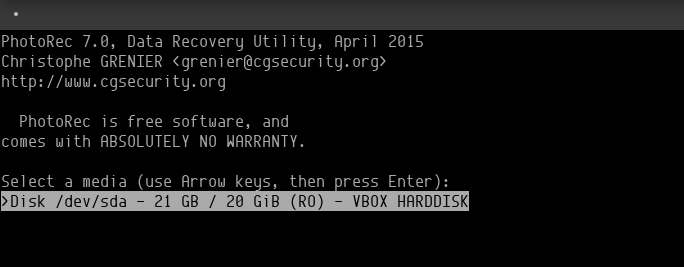 PhotoRec 7.0, Data Recovery Utility, April 2015
Christophe GRENIER <grenier@cgsecurity.org>
http://www.cgsecurity.org
PhotoRec is free software, and
comes with ABSOLUTELY NO WARRANTY.
Select a media (use Arrow keys, then press Enter):
>Disk /dev/sda - 21 GB / 20 GiB (RO) - VBOX HARDDISK